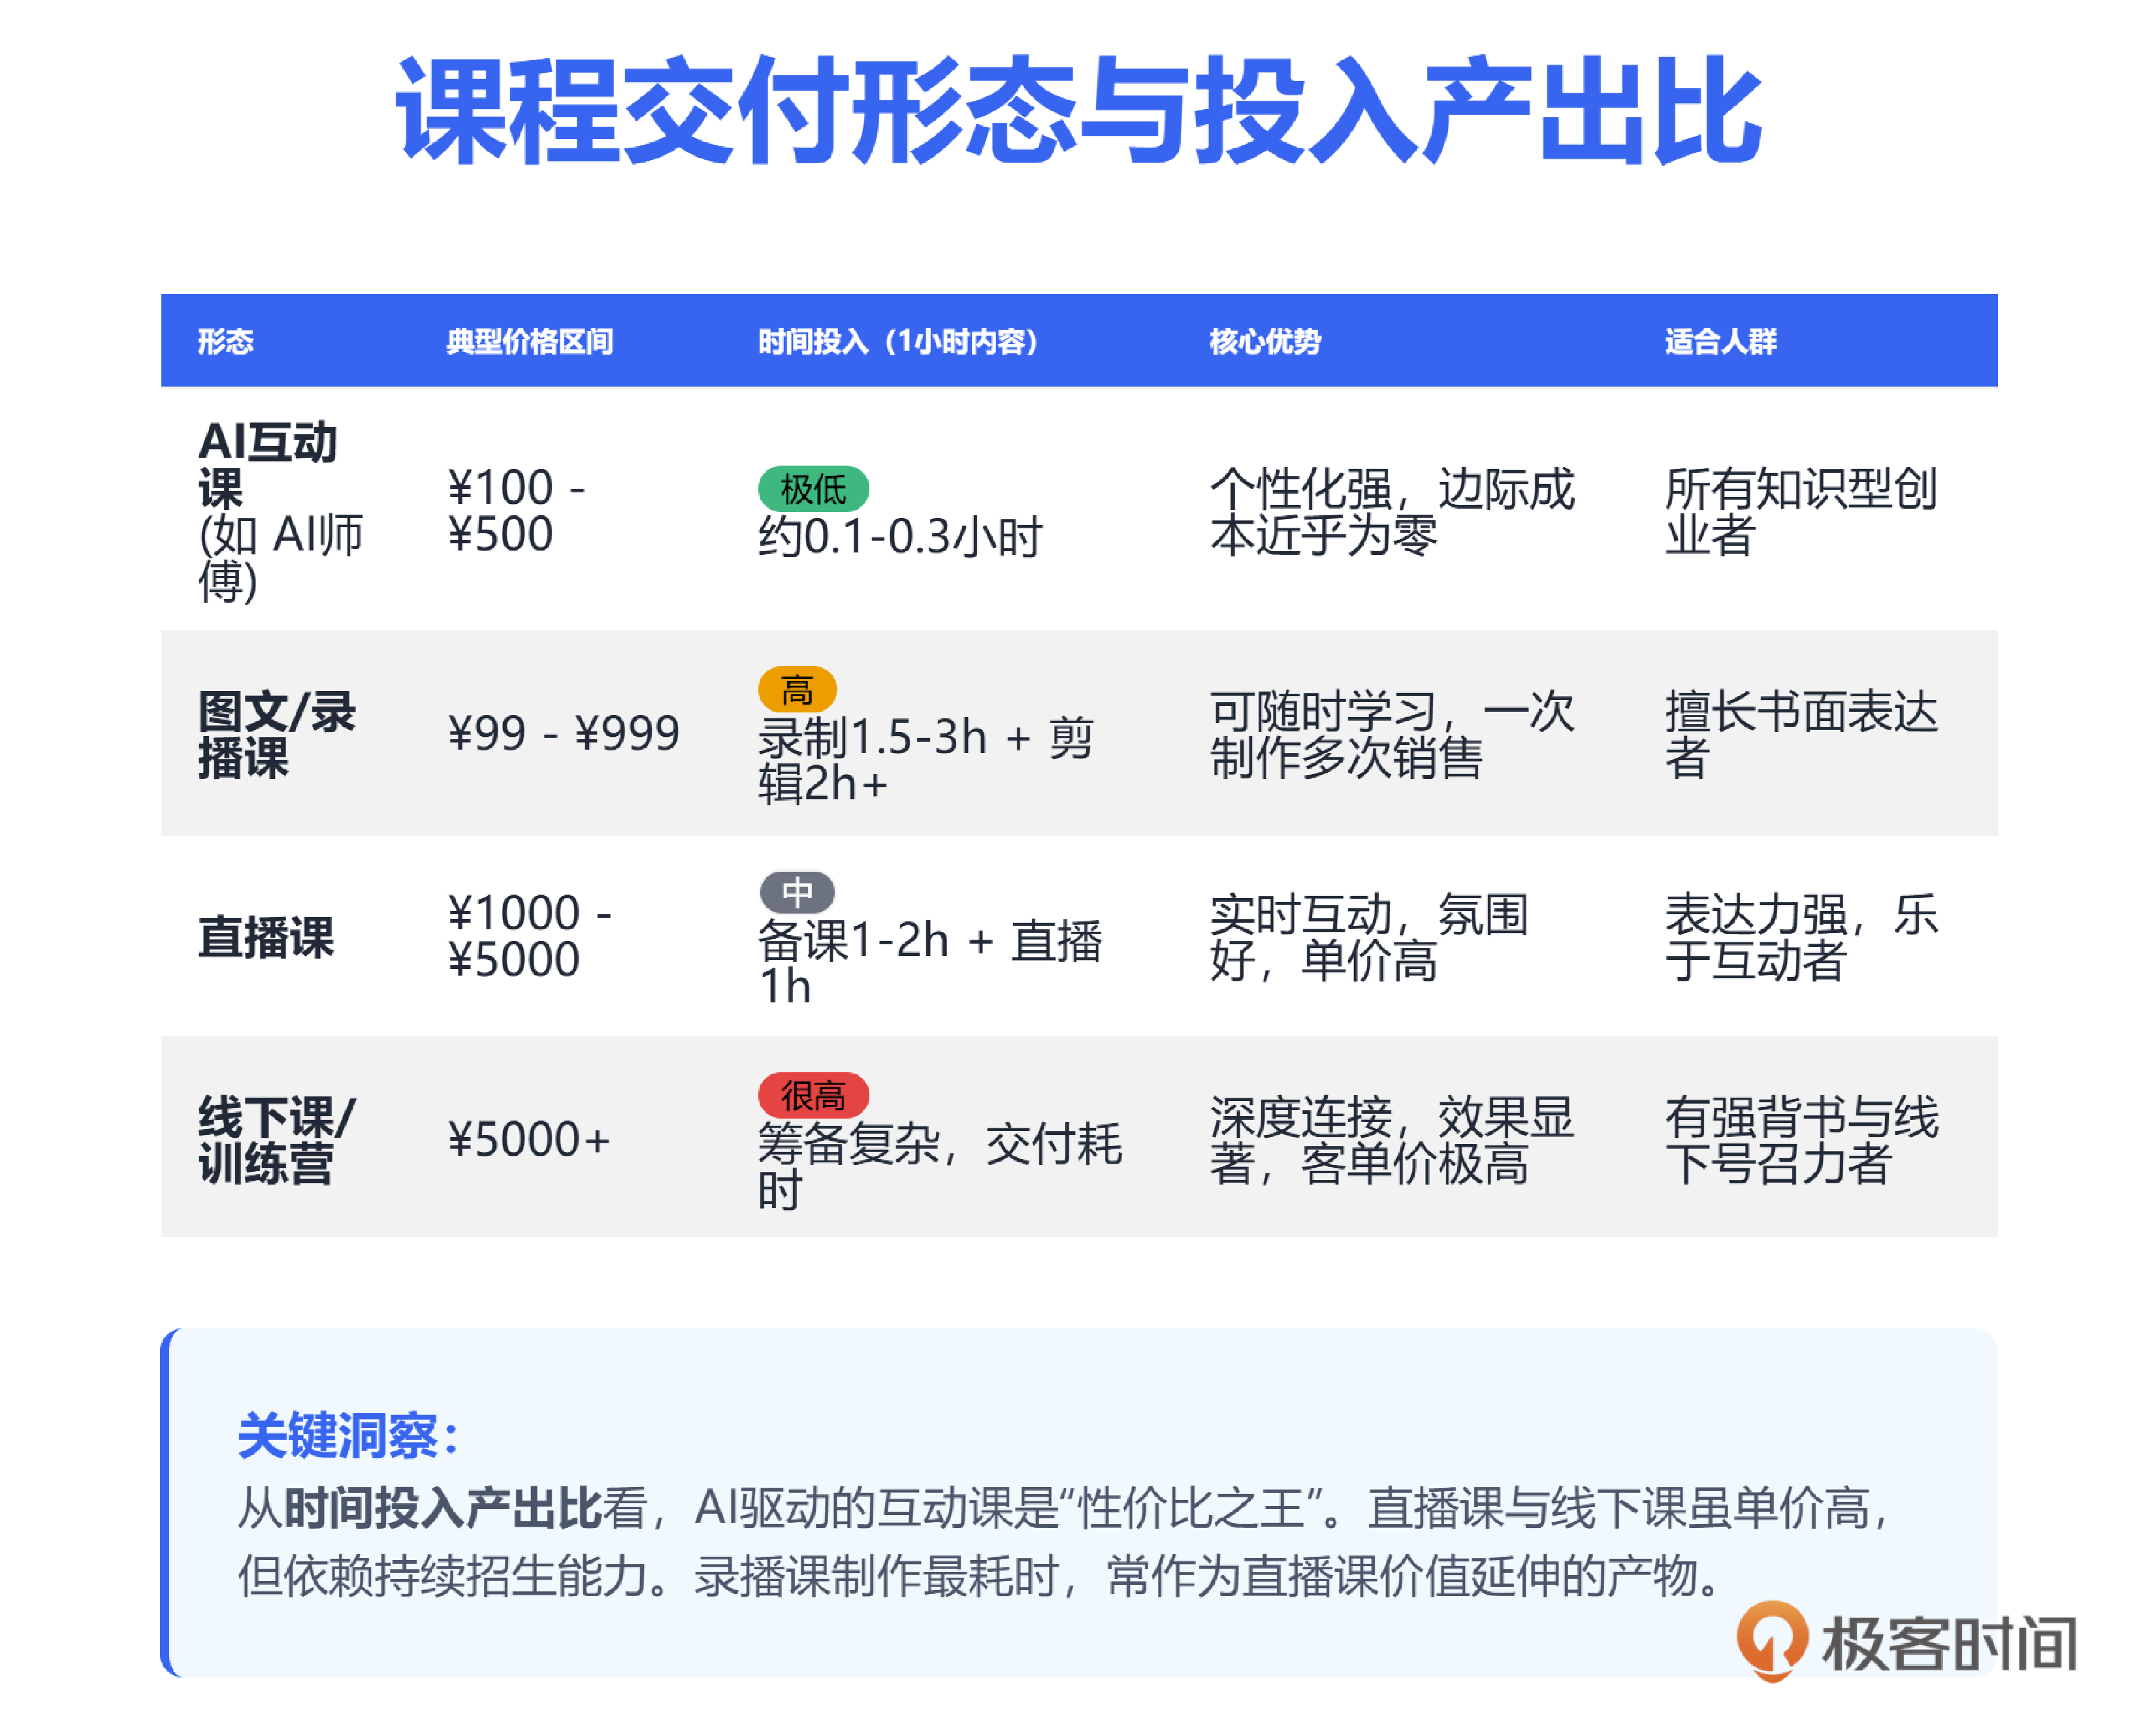 课程交付形态与投入产出比
形态 典型价格区间 时间投入（1小时内容） 核心优势 适合人群
AI互动
课
(如 AI师
傅)
¥100 -
¥500
极低
约0.1-0.3小时
个性化强，边际成
本近乎为零
所有知识型创
业者
图文/录
播课
¥99 - ¥999
高
录制1.5-3h + 剪
辑2h+
可随时学习，一次
制作多次销售
擅长书面表达
者
直播课
¥1000 -
¥5000
中
备课1-2h + 直播
1h
实时互动，氛围
好，单价高
表达力强，乐
于互动者
线下课/
训练营
¥5000+
很高
筹备复杂，交付耗
时
深度连接，效果显
著，客单价极高
有强背书与线
下号召力者
关键洞察：
从时间投入产出比看，AI驱动的互动课是“性价比之王”。直播课与线下课虽单价高，
但依赖持续招生能力。录播课制作最耗时，常作为直播课价值延伸的产物。
极客时间